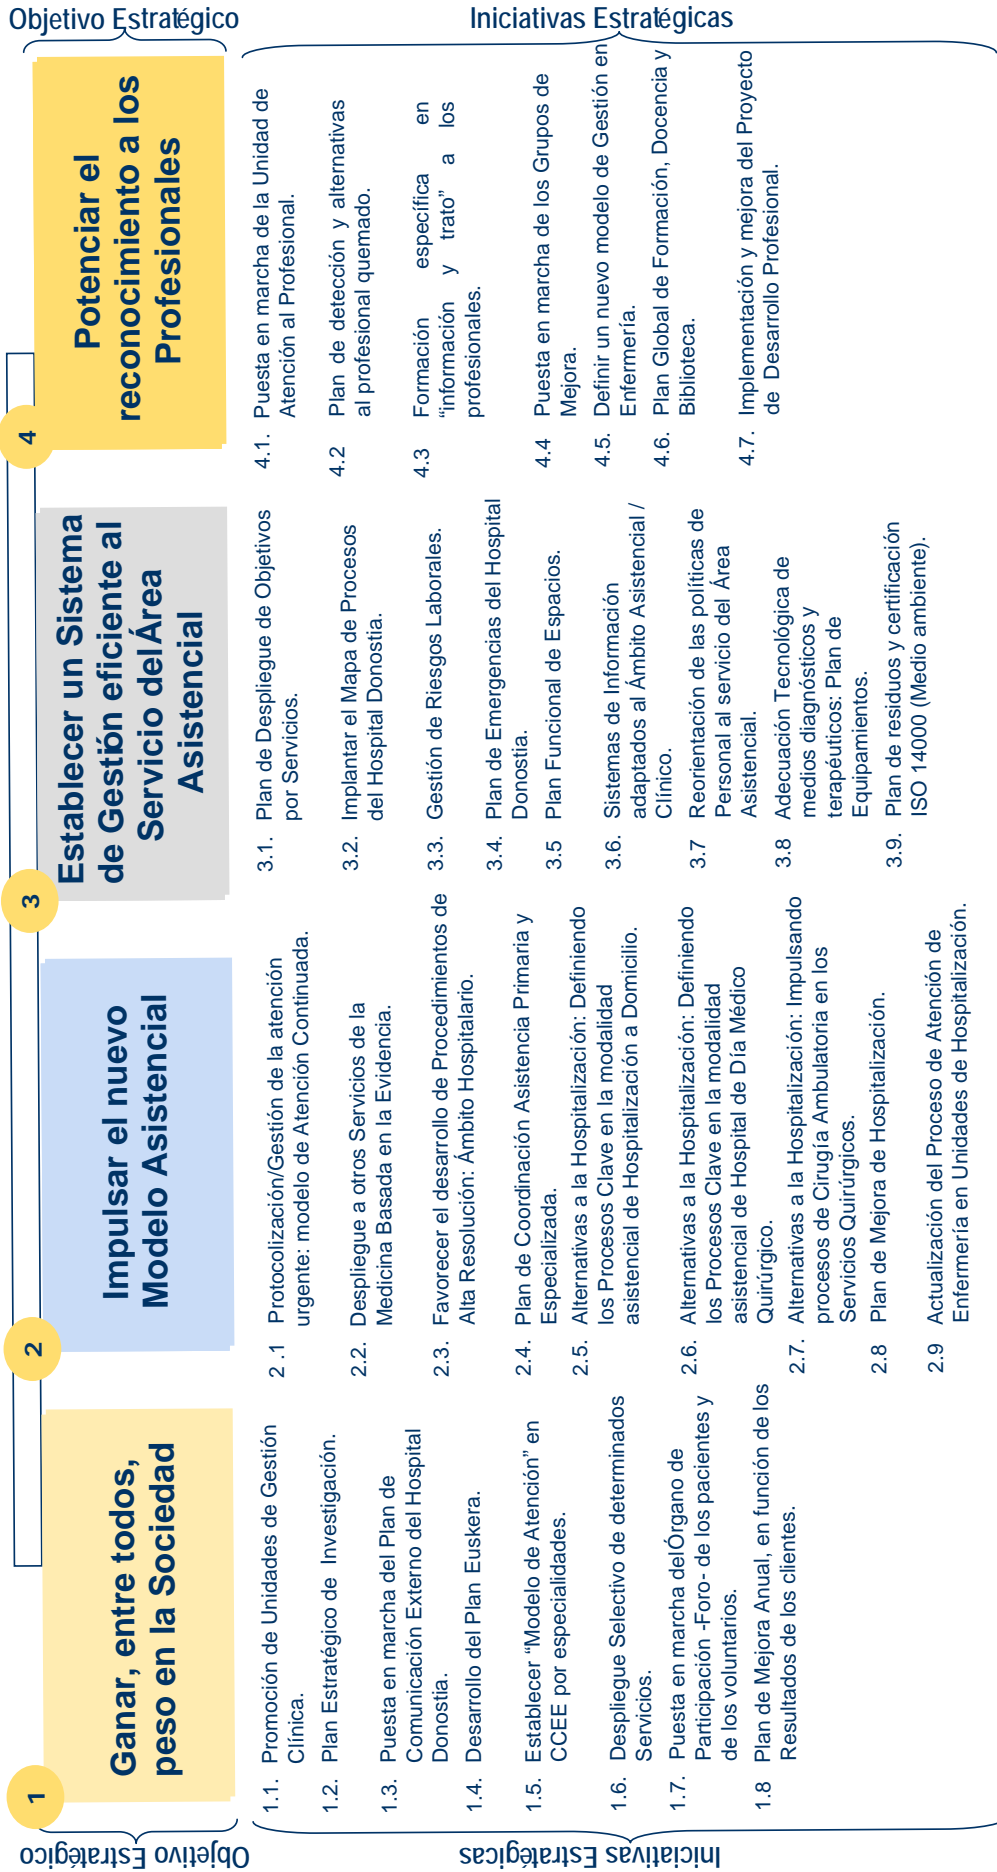 Objetivo Estratégico
Iniciativas Estratégicas
1
Ganar, entre todos,
peso en la Sociedad
1.1. Promoción de Unidades de Gestión
Clínica.
1.2. Plan Estratégico de Investigación.
1.3. Puesta en marcha del Plan de
Comunicación Externo del Hospital
Donostia.
1.4. Desarrollo del Plan Euskera.
1.5. Establecer “Modelo de Atención” en
CCEE por especialidades.
1.6. Despliegue Selectivo de determinados
Servicios.
1.7. Puesta en marcha delÓrgano de
Participación -Foro- de los pacientes y
de los voluntarios.
1.8 Plan de Mejora Anual, en función de los
Resultados de los clientes.
2
Impulsar el nuevo
Modelo Asistencial
2 .1 Protocolización/Gestión de la atención
urgente: modelo de Atención Continuada.
2.2. Despliegue a otros Servicios de la
Medicina Basada en la Evidencia.
2.3. Favorecer el desarrollo de Procedimientos de
Alta Resolución: Ámbito Hospitalario.
2.4. Plan de Coordinación Asistencia Primaria y
Especializada.
2.5. Alternativas a la Hospitalización: Definiendo
los Procesos Clave en la modalidad
asistencial de Hospitalización a Domicilio.
2.6. Alternativas a la Hospitalización: Definiendo
los Procesos Clave en la modalidad
asistencial de Hospital de Día Médico
Quirúrgico.
2.7. Alternativas a la Hospitalización: Impulsando
procesos de Cirugía Ambulatoria en los
Servicios Quirúrgicos.
2.8 Plan de Mejora de Hospitalización.
2.9 Actualización del Proceso de Atención de
Enfermería en Unidades de Hospitalización.
3
Establecer un Sistema
de Gestión eficiente al
Servicio delÁrea
Asistencial
3.1. Plan de Despliegue de Objetivos
por Servicios.
3.2. Implantar el Mapa de Procesos
del Hospital Donostia.
3.3. Gestión de Riesgos Laborales.
3.4. Plan de Emergencias del Hospital
Donostia.
3.5 Plan Funcional de Espacios.
3.6. Sistemas de Información
adaptados al Ámbito Asistencial /
Clínico.
3.7 Reorientación de las políticas de
Personal al servicio del Área
Asistencial.
3.8 Adecuación Tecnológica de
medios diagnósticos y
terapéuticos: Plan de
Equipamientos.
3.9. Plan de residuos y certificación
ISO 14000 (Medio ambiente).
4
Potenciar el
reconocimiento a los
Profesionales
4.1. Puesta en marcha de la Unidad de
Atención al Profesional.
4.2 Plan de detección y alternativas
al profesional quemado.
4.3 Formación específica en
“información y trato” a los
profesionales.
4.4 Puesta en marcha de los Grupos de
Mejora.
4.5. Definir un nuevo modelo de Gestión en
Enfermería.
4.6. Plan Global de Formación, Docencia y
Biblioteca.
4.7. Implementación y mejora del Proyecto
de Desarrollo Profesional.
Objetivo Estratégico
Iniciativas Estratégicas